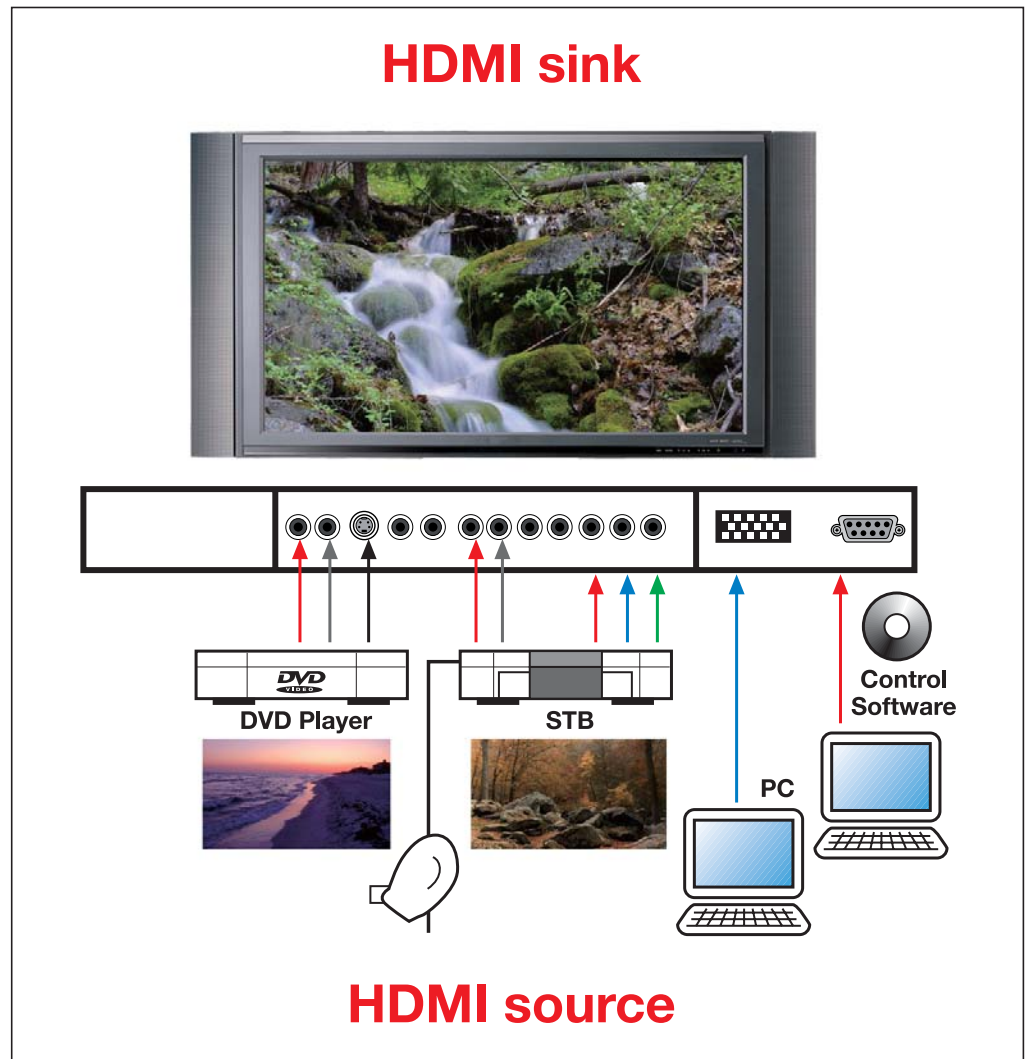 HDMI sink
DVD
VIDEO
DVD Player
STB
Control
Software
PC
HDMI source